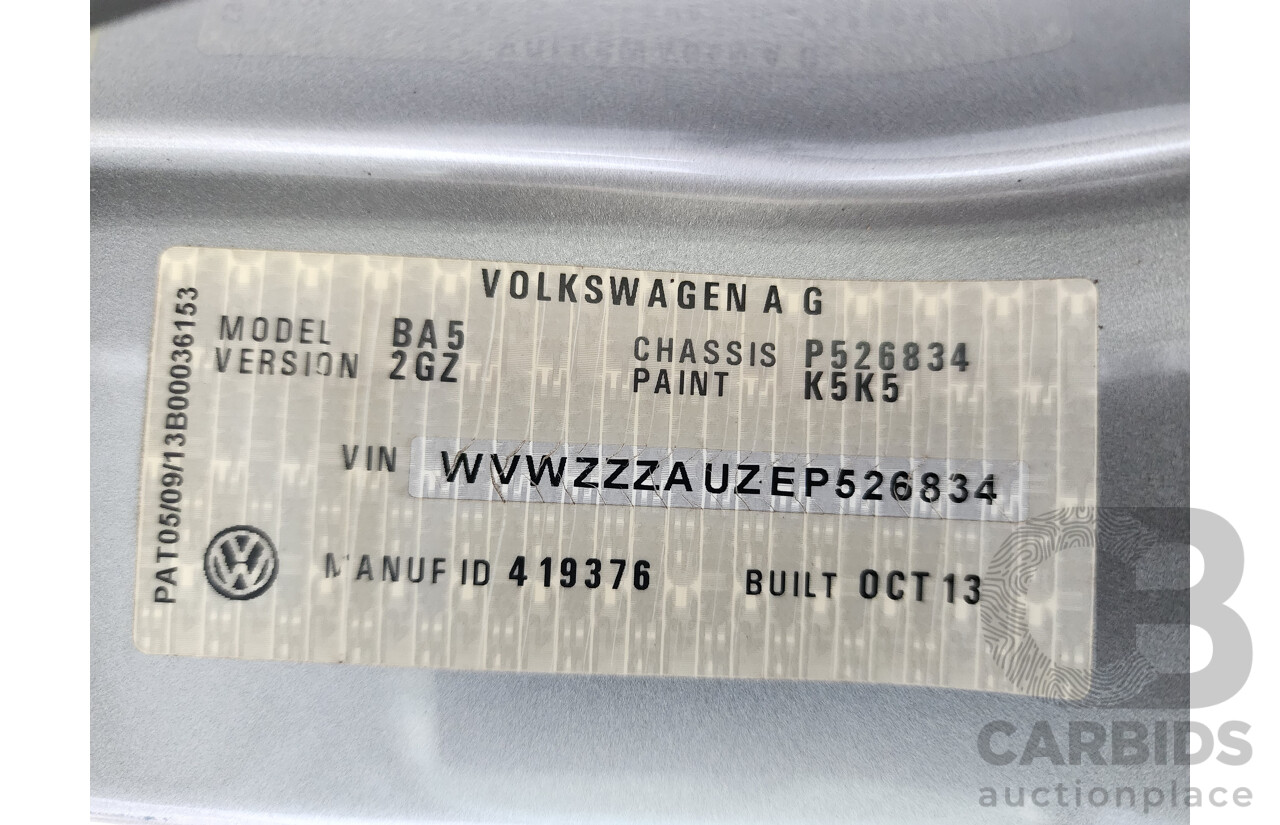 VOLKSWAGEN A G
MODEL BA5
VERSION 2GZ
CHASSIS P526834
PAINT K5K5
VIN WVWZZZAUZEP526834
MANUF ID 419376
BUILT OCT 13
PAT05/09/13B00036153
CARBIDS
auctionplace